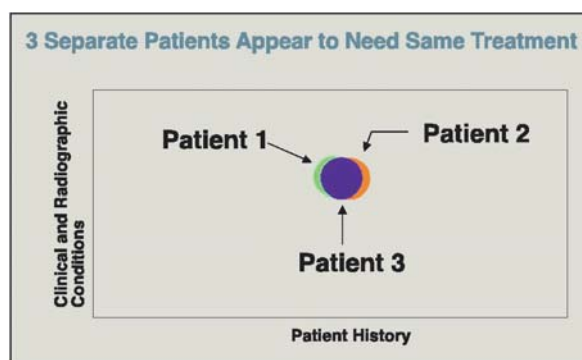 3 Separate Patients Appear to Need Same Treatment
Clinical and Radiographic
Conditions
Patient 1
Patient 2
Patient 3
Patient History